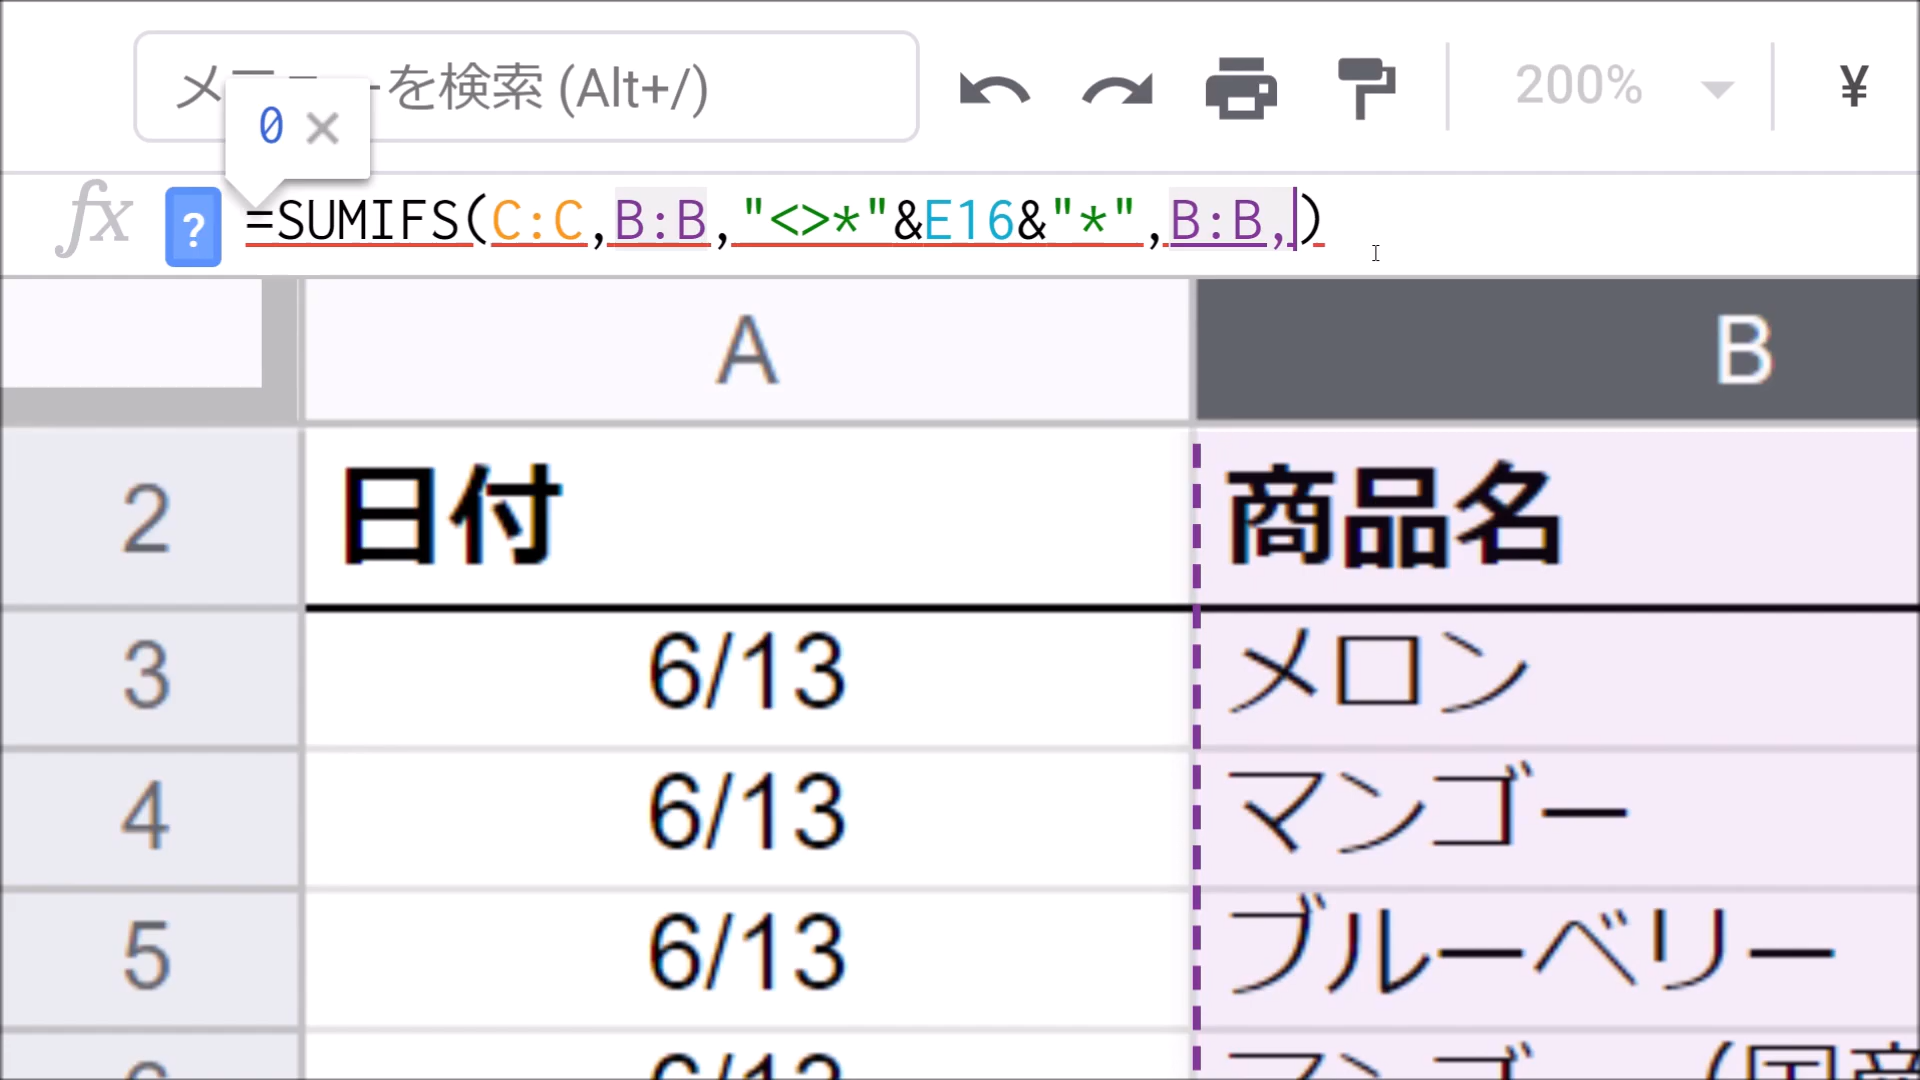 を検索 (Alt+/)
200%
¥
0 ×
fx
?
=SUMIFS(C:C,B:B,"<>*"&E16&"*",B:B,)
A B
2 日付 商品名
3 6/13 メロン
4 6/13 マンゴー
5 6/13 ブルーベリー